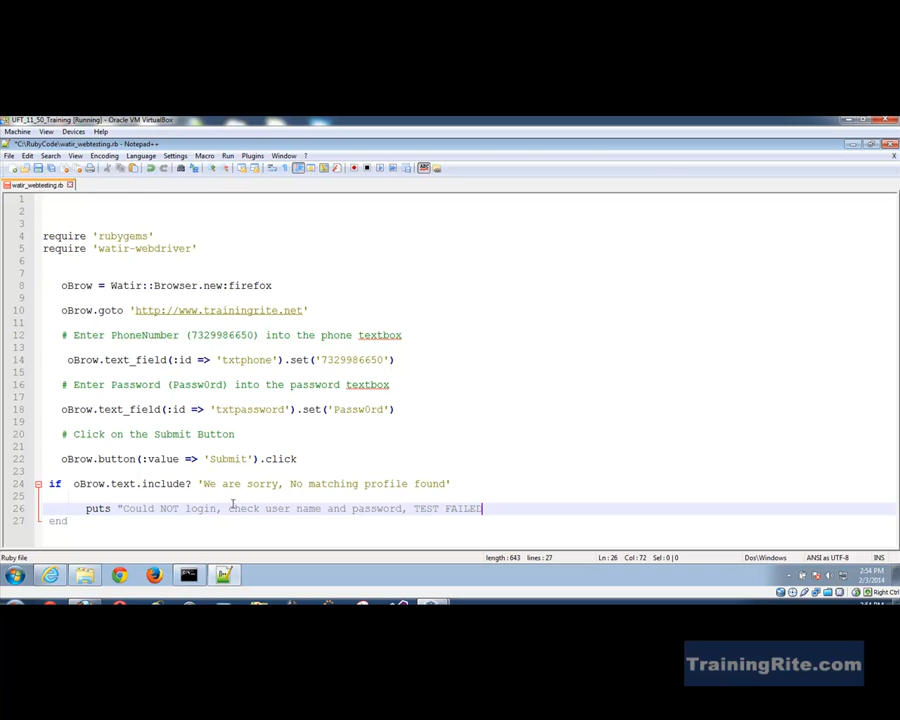 UFT_11_50_Training [Running] - Oracle VM VirtualBox
Machine View Devices Help
*C:\RubyCode\watir_webtesting.rb - Notepad++
File Edit Search View Encoding Language Settings Macro Run Plugins Window ? X
watir_webtesting.rb
1
2
3
4 require 'rubygems'
5 require 'watir-webdriver'
6
7
8 oBrow = Watir::Browser.new:firefox
9
10 oBrow.goto 'http://www.trainingrite.net'
11
12 # Enter PhoneNumber (7329986650) into the phone textbox
13
14 oBrow.text_field(:id => 'txtphone').set('7329986650')
15
16 # Enter Password (Passw0rd) into the password textbox
17
18 oBrow.text_field(:id => 'txtpassword').set('Passw0rd')
19
20 # Click on the Submit Button
21
22 oBrow.button(:value => 'Submit').click
23
24 if oBrow.text.include? 'We are sorry, No matching profile found'
25
26 puts "Could NOT login, check user name and password, TEST FAILED
27 end
Ruby file length : 643 lines : 27 Ln : 26 Col : 72 Sel : 0 | 0 Dos\Windows ANSI as UTF-8 INS
2:54 PM
2/3/2014
Right Ctrl
TrainingRite.com